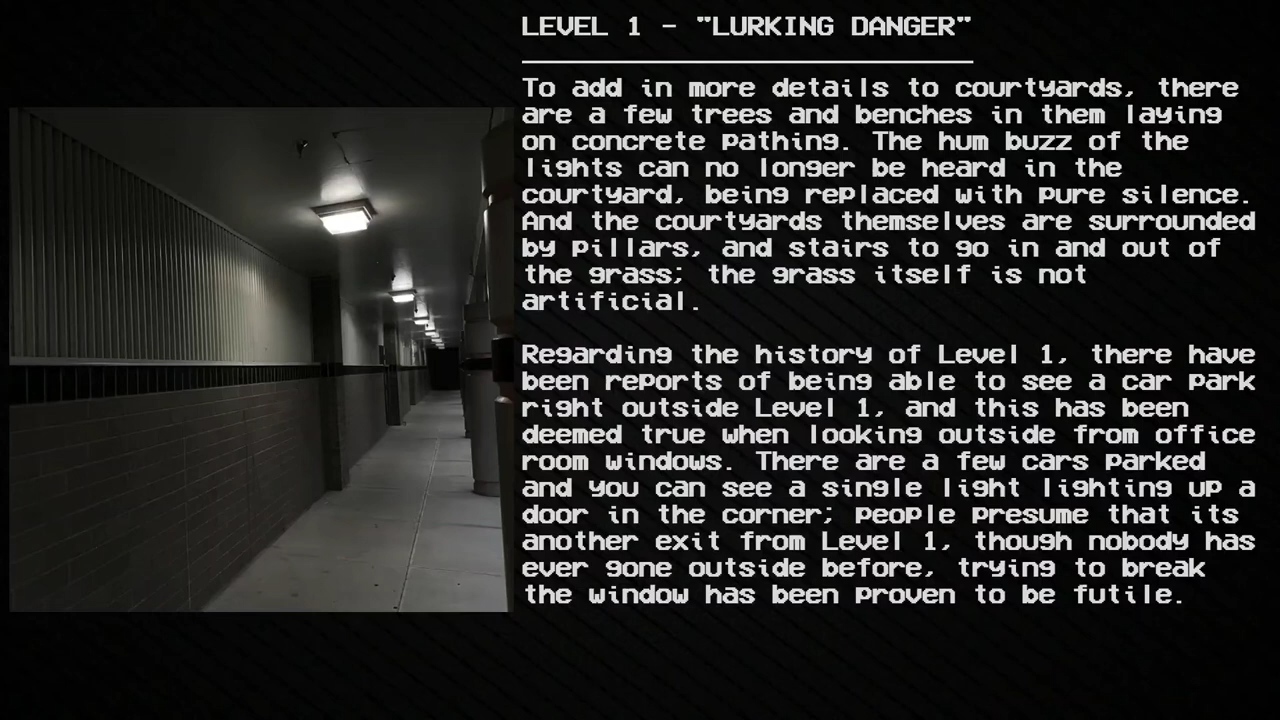 LEVEL 1 - "LURKING DANGER"
To add in more details to courtyards, there
are a few trees and benches in them laying
on concrete pathing. The hum buzz of the
lights can no longer be heard in the
courtyard, being replaced with pure silence.
And the courtyards themselves are surrounded
by pillars, and stairs to go in and out of
the grass; the grass itself is not
artificial.
Regarding the history of Level 1, there have
been reports of being able to see a car park
right outside Level 1, and this has been
deemed true when looking outside from office
room windows. There are a few cars parked
and you can see a single light lighting up a
door in the corner; people presume that its
another exit from Level 1, though nobody has
ever gone outside before, trying to break
the window has been proven to be futile.